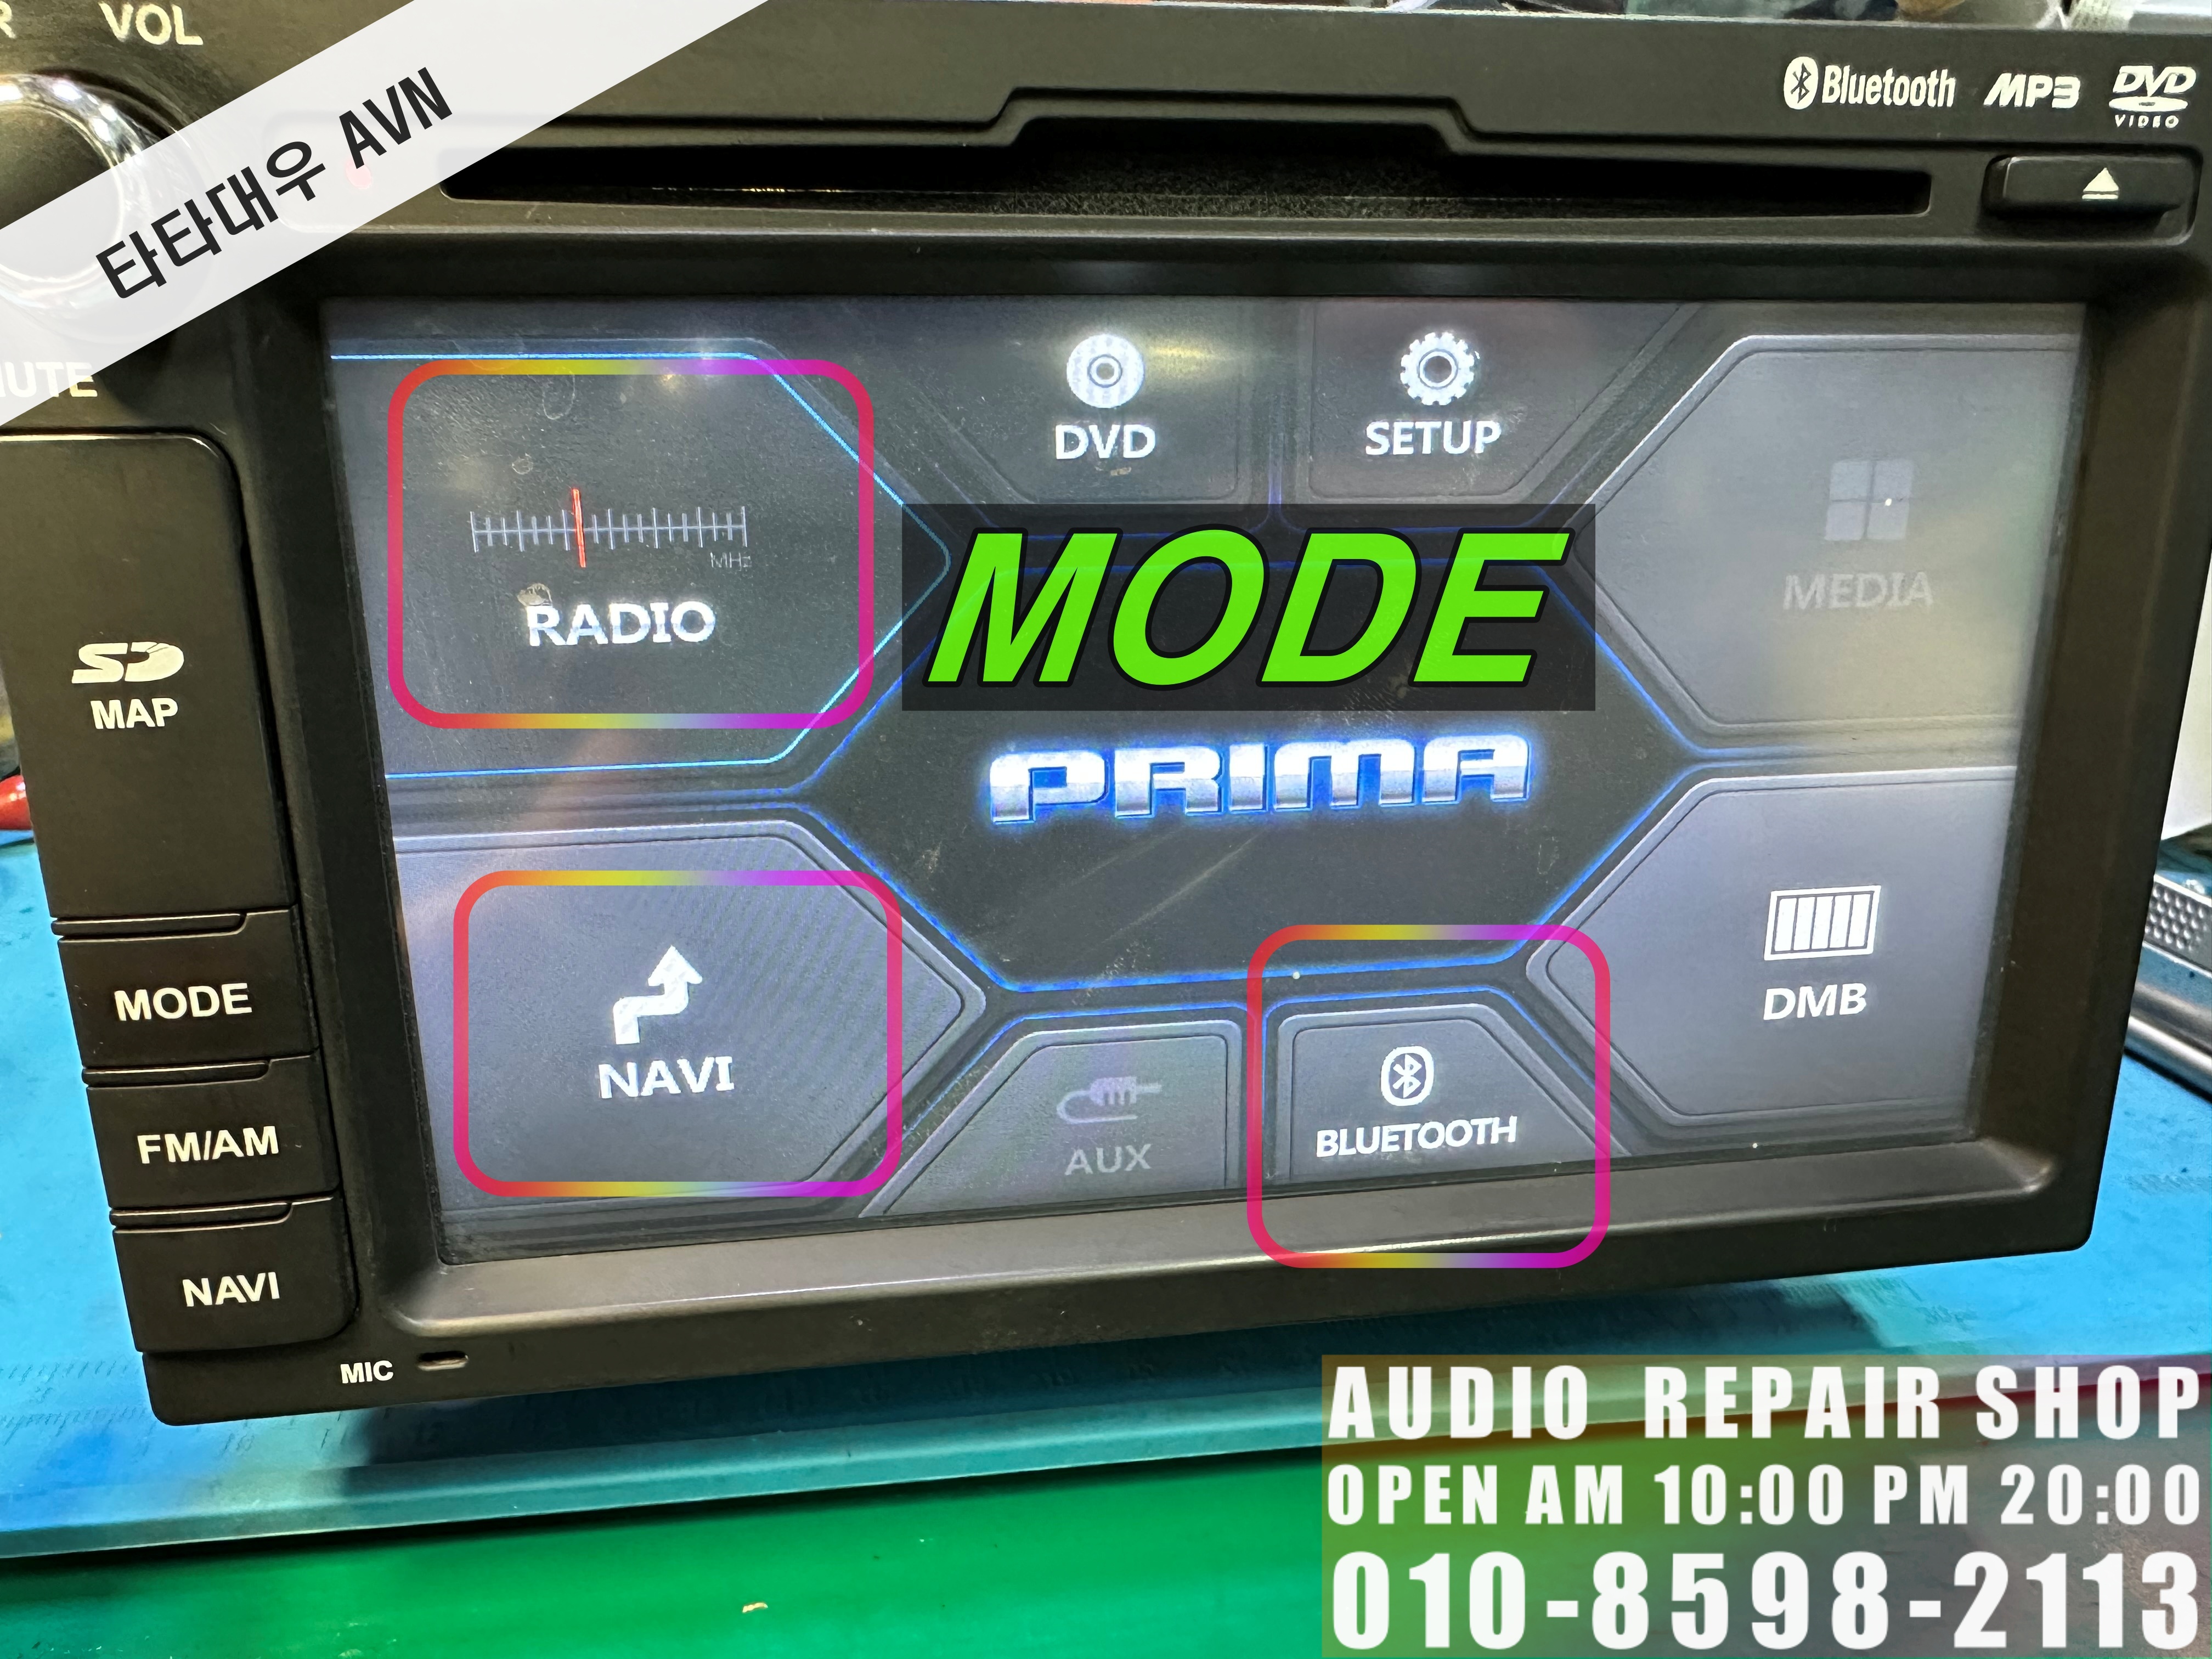 VOL
타타대우 AVN
Bluetooth MP3 DVD
VIDEO
DVD
SETUP
MHz
RADIO
MEDIA
MODE
PRIMA
SD
MAP
MODE
NAVI
AUX
BLUETOOTH
DMB
FM/AM
NAVI
MIC
AUDIO REPAIR SHOP
OPEN AM 10:00 PM 20:00
010-8598-2113